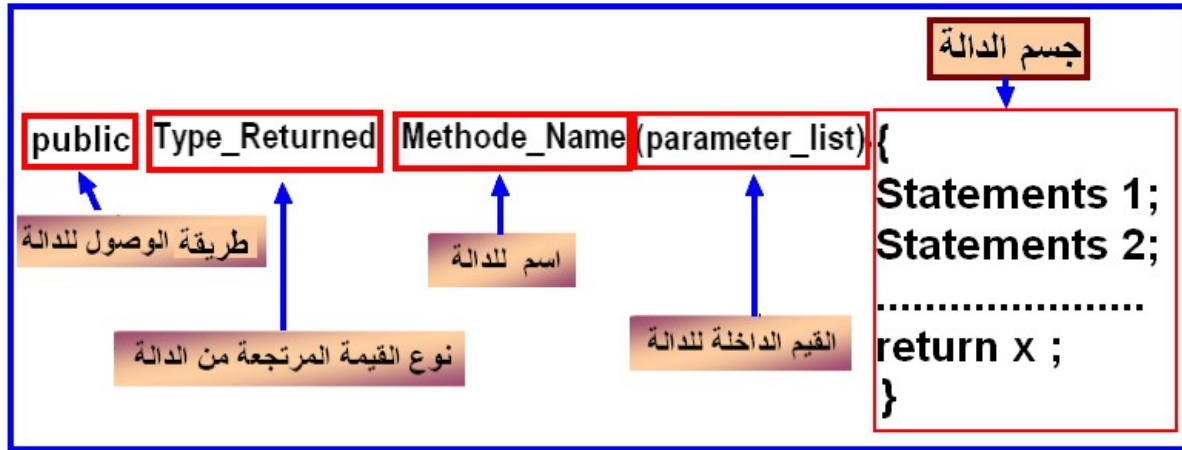 جسم الدالة
public Type_Returned Methode_Name (parameter_list) {
Statements 1;
Statements 2;
......................
return x ;
}
طريقة الوصول للدالة
اسم للدالة
القيم الداخلة للدالة
نوع القيمة المرتجعة من الدالة